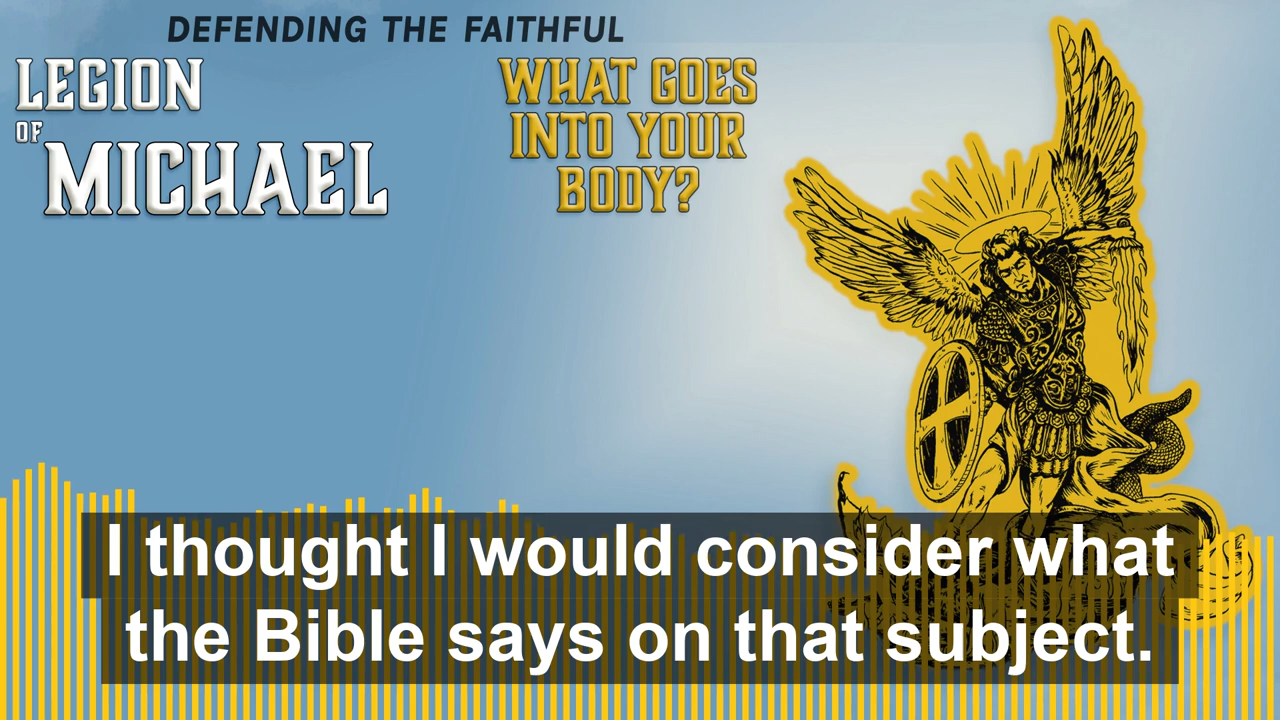 DEFENDING THE FAITHFUL
LEGION
OF
MICHAEL
WHAT GOES
INTO YOUR
BODY?
I thought I would consider what
the Bible says on that subject.